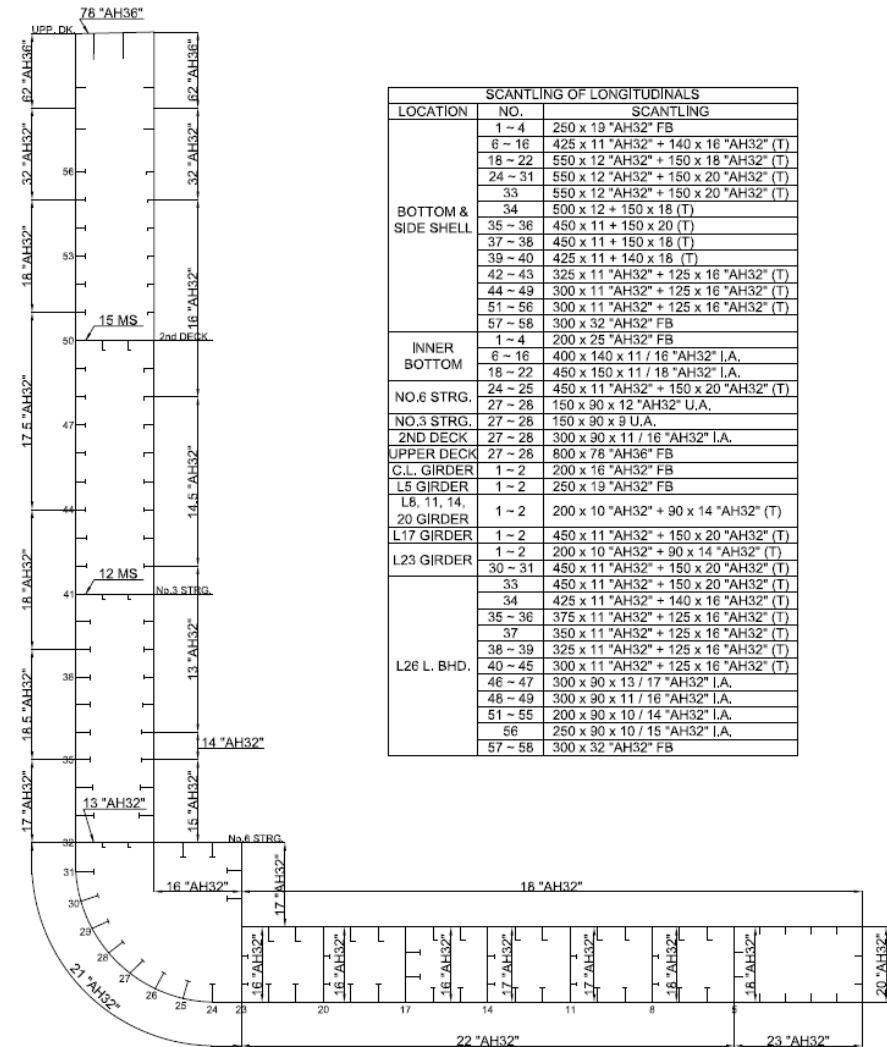 78 "AH36"
UPP. DK.
62 "AH36"
62 "AH36"
32 "AH32"
32 "AH32"
56
18 "AH32"
53
16 "AH32"
15 MS
50
2nd DECK
17.5 "AH32"
47
14.5 "AH32"
44
18 "AH32"
12 MS
41
No.3 STRG.
13 "AH32"
38
18.5 "AH32"
14 "AH32"
35
17 "AH32"
13 "AH32"
15 "AH32"
32
No.6 STRG.
31
30
29
28
27
26
25
24
23
21 "AH32"
16 "AH32"
17 "AH32"
18 "AH32"
16 "AH32"
16 "AH32"
16 "AH32"
17 "AH32"
17 "AH32"
18 "AH32"
18 "AH32"
20 "AH32"
20
17
14
11
8
5
22 "AH32"
23 "AH32"
SCANTLING OF LONGITUDINALS
LOCATION NO. SCANTLING
BOTTOM & SIDE SHELL
1 ~ 4 250 x 19 "AH32" FB
6 ~ 16 425 x 11 "AH32" + 140 x 16 "AH32" (T)
18 ~ 22 550 x 12 "AH32" + 150 x 18 "AH32" (T)
24 ~ 31 550 x 12 "AH32" + 150 x 20 "AH32" (T)
33 550 x 12 "AH32" + 150 x 20 "AH32" (T)
34 500 x 12 + 150 x 18 (T)
35 ~ 36 450 x 11 + 150 x 20 (T)
37 ~ 38 450 x 11 + 150 x 18 (T)
39 ~ 40 425 x 11 + 140 x 18 (T)
42 ~ 43 325 x 11 "AH32" + 125 x 16 "AH32" (T)
44 ~ 49 300 x 11 "AH32" + 125 x 16 "AH32" (T)
51 ~ 56 300 x 11 "AH32" + 125 x 16 "AH32" (T)
57 ~ 58 300 x 32 "AH32" FB
INNER BOTTOM
1 ~ 4 200 x 25 "AH32" FB
6 ~ 16 400 x 140 x 11 / 16 "AH32" I.A.
18 ~ 22 450 x 150 x 11 / 18 "AH32" I.A.
NO.6 STRG.
24 ~ 25 450 x 11 "AH32" + 150 x 20 "AH32" (T)
27 ~ 28 150 x 90 x 12 "AH32" U.A.
NO.3 STRG. 27 ~ 28 150 x 90 x 9 U.A.
2ND DECK 27 ~ 28 300 x 90 x 11 / 16 "AH32" I.A.
UPPER DECK 27 ~ 28 800 x 78 "AH36" FB
C.L. GIRDER 1 ~ 2 200 x 16 "AH32" FB
L5 GIRDER 1 ~ 2 250 x 19 "AH32" FB
L8, 11, 14, 20 GIRDER 1 ~ 2 200 x 10 "AH32" + 90 x 14 "AH32" (T)
L17 GIRDER 1 ~ 2 450 x 11 "AH32" + 150 x 20 "AH32" (T)
L23 GIRDER
1 ~ 2 200 x 10 "AH32" + 90 x 14 "AH32" (T)
30 ~ 31 450 x 11 "AH32" + 150 x 20 "AH32" (T)
L26 L. BHD.
33 450 x 11 "AH32" + 150 x 20 "AH32" (T)
34 425 x 11 "AH32" + 140 x 16 "AH32" (T)
35 ~ 36 375 x 11 "AH32" + 125 x 16 "AH32" (T)
37 350 x 11 "AH32" + 125 x 16 "AH32" (T)
38 ~ 39 325 x 11 "AH32" + 125 x 16 "AH32" (T)
40 ~ 45 300 x 11 "AH32" + 125 x 16 "AH32" (T)
46 ~ 47 300 x 90 x 13 / 17 "AH32" I.A.
48 ~ 49 300 x 90 x 11 / 16 "AH32" I.A.
51 ~ 55 200 x 90 x 10 / 14 "AH32" I.A.
56 250 x 90 x 10 / 15 "AH32" I.A.
57 ~ 58 300 x 32 "AH32" FB